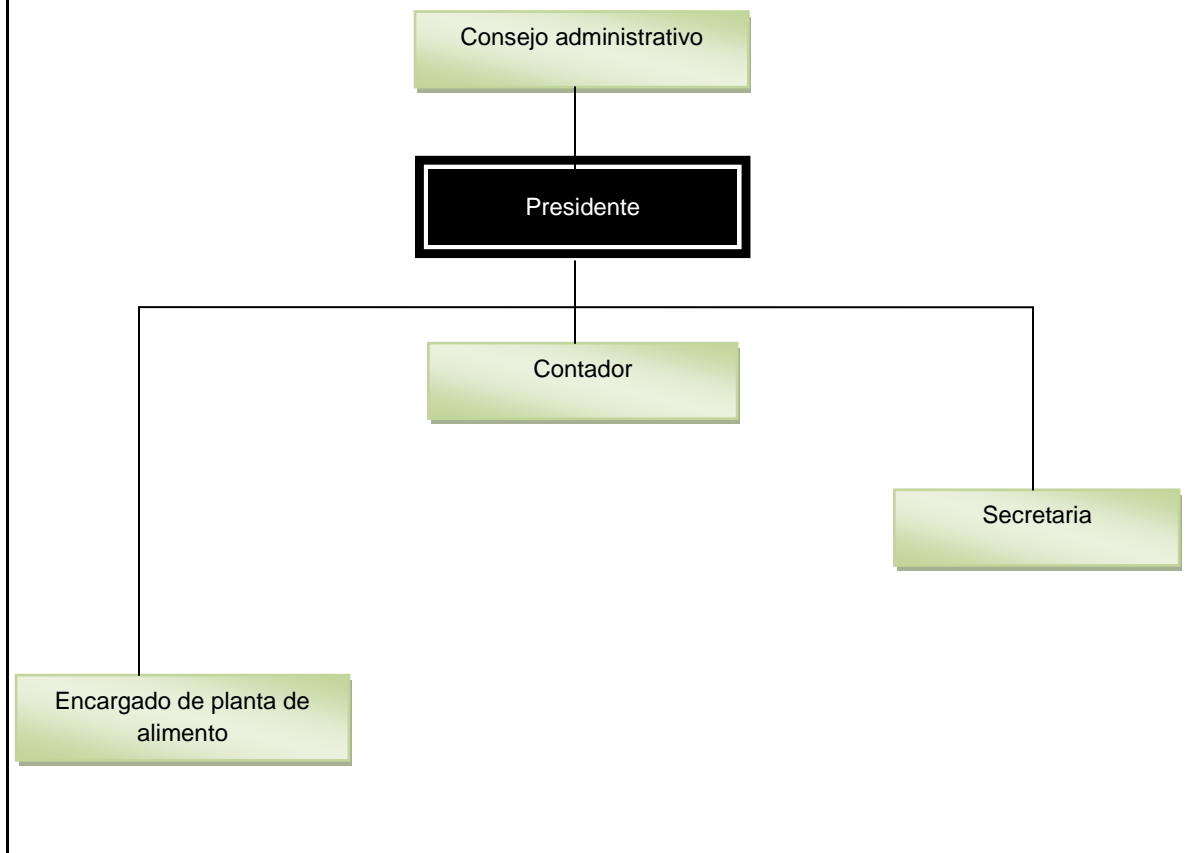 Consejo administrativo
Presidente
Contador
Secretaria
Encargado de planta de
alimento